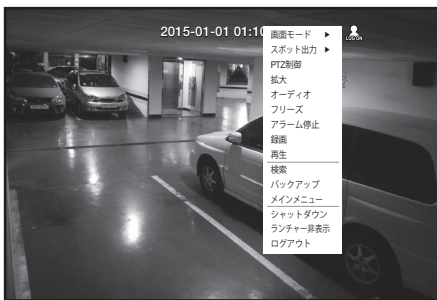 2015-01-01 01:10
LOG ON
画面モード ▶
スポット出力 ▶
PTZ制御
拡大
オーディオ
フリーズ
アラーム停止
録画
再生
検索
バックアップ
メインメニュー
シャットダウン
ランチャー非表示
ログアウト